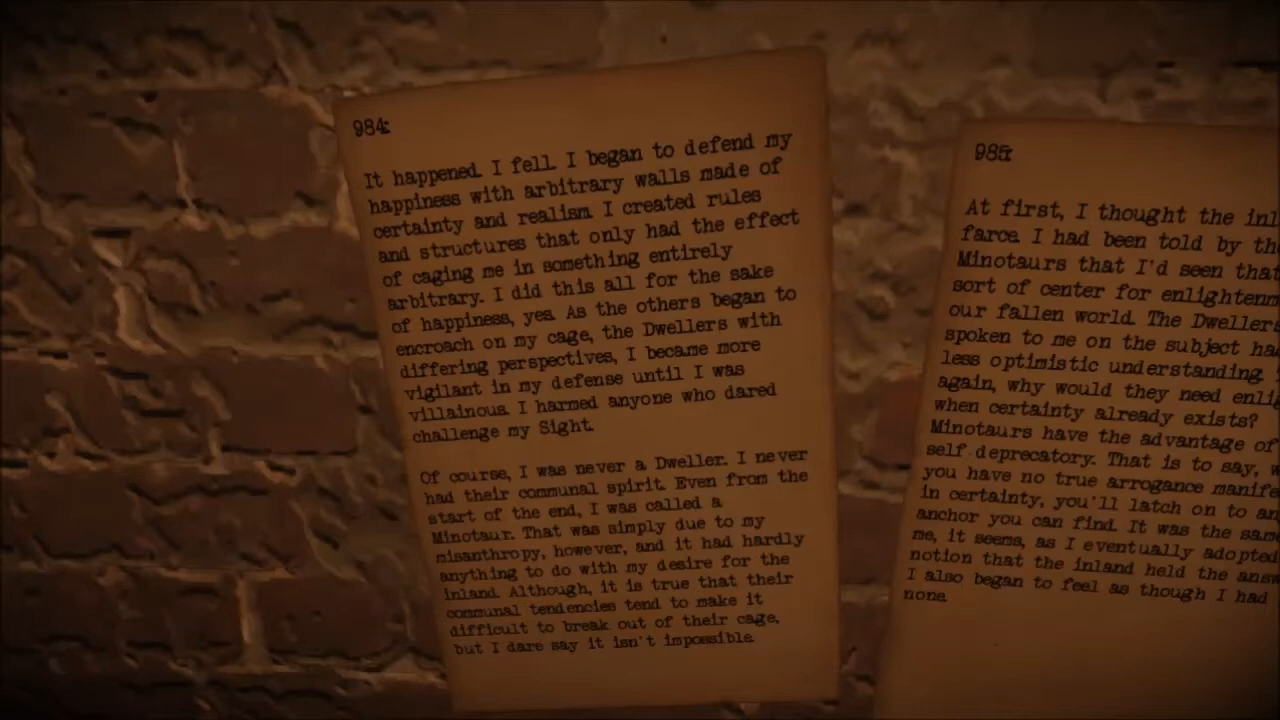 984:
It happened. I fell. I began to defend my
happiness with arbitrary walls made of
certainty and realism. I created rules
and structures that only had the effect
of caging me in something entirely
arbitrary. I did this all for the sake
of happiness, yes. As the others began to
encroach on my cage, the Dwellers with
differing perspectives, I became more
vigilant in my defense until I was
villainous. I harmed anyone who dared
challenge my Sight.
Of course, I was never a Dweller. I never
had their communal spirit. Even from the
start of the end, I was called a
Minotaur. That was simply due to my
misanthropy, however, and it had hardly
anything to do with my desire for the
inland. Although, it is true that their
communal tendencies tend to make it
difficult to break out of their cage,
but I dare say it isn't impossible.
985:
At first, I thought the
farce. I had been told by
Minotaurs that I'd seen
sort of center for
our fallen world. The
spoken to me on the subject
less optimistic understanding
again, why would they need
when certainty already exists?
Minotaurs have the advantage of
self deprecatory. That is to say,
you have no true arrogance
in certainty, you'll latch on to
anchor you can find. It was the
me, it seems, as I eventually adopted
notion that the inland held the
I also began to feel as though I had
none.